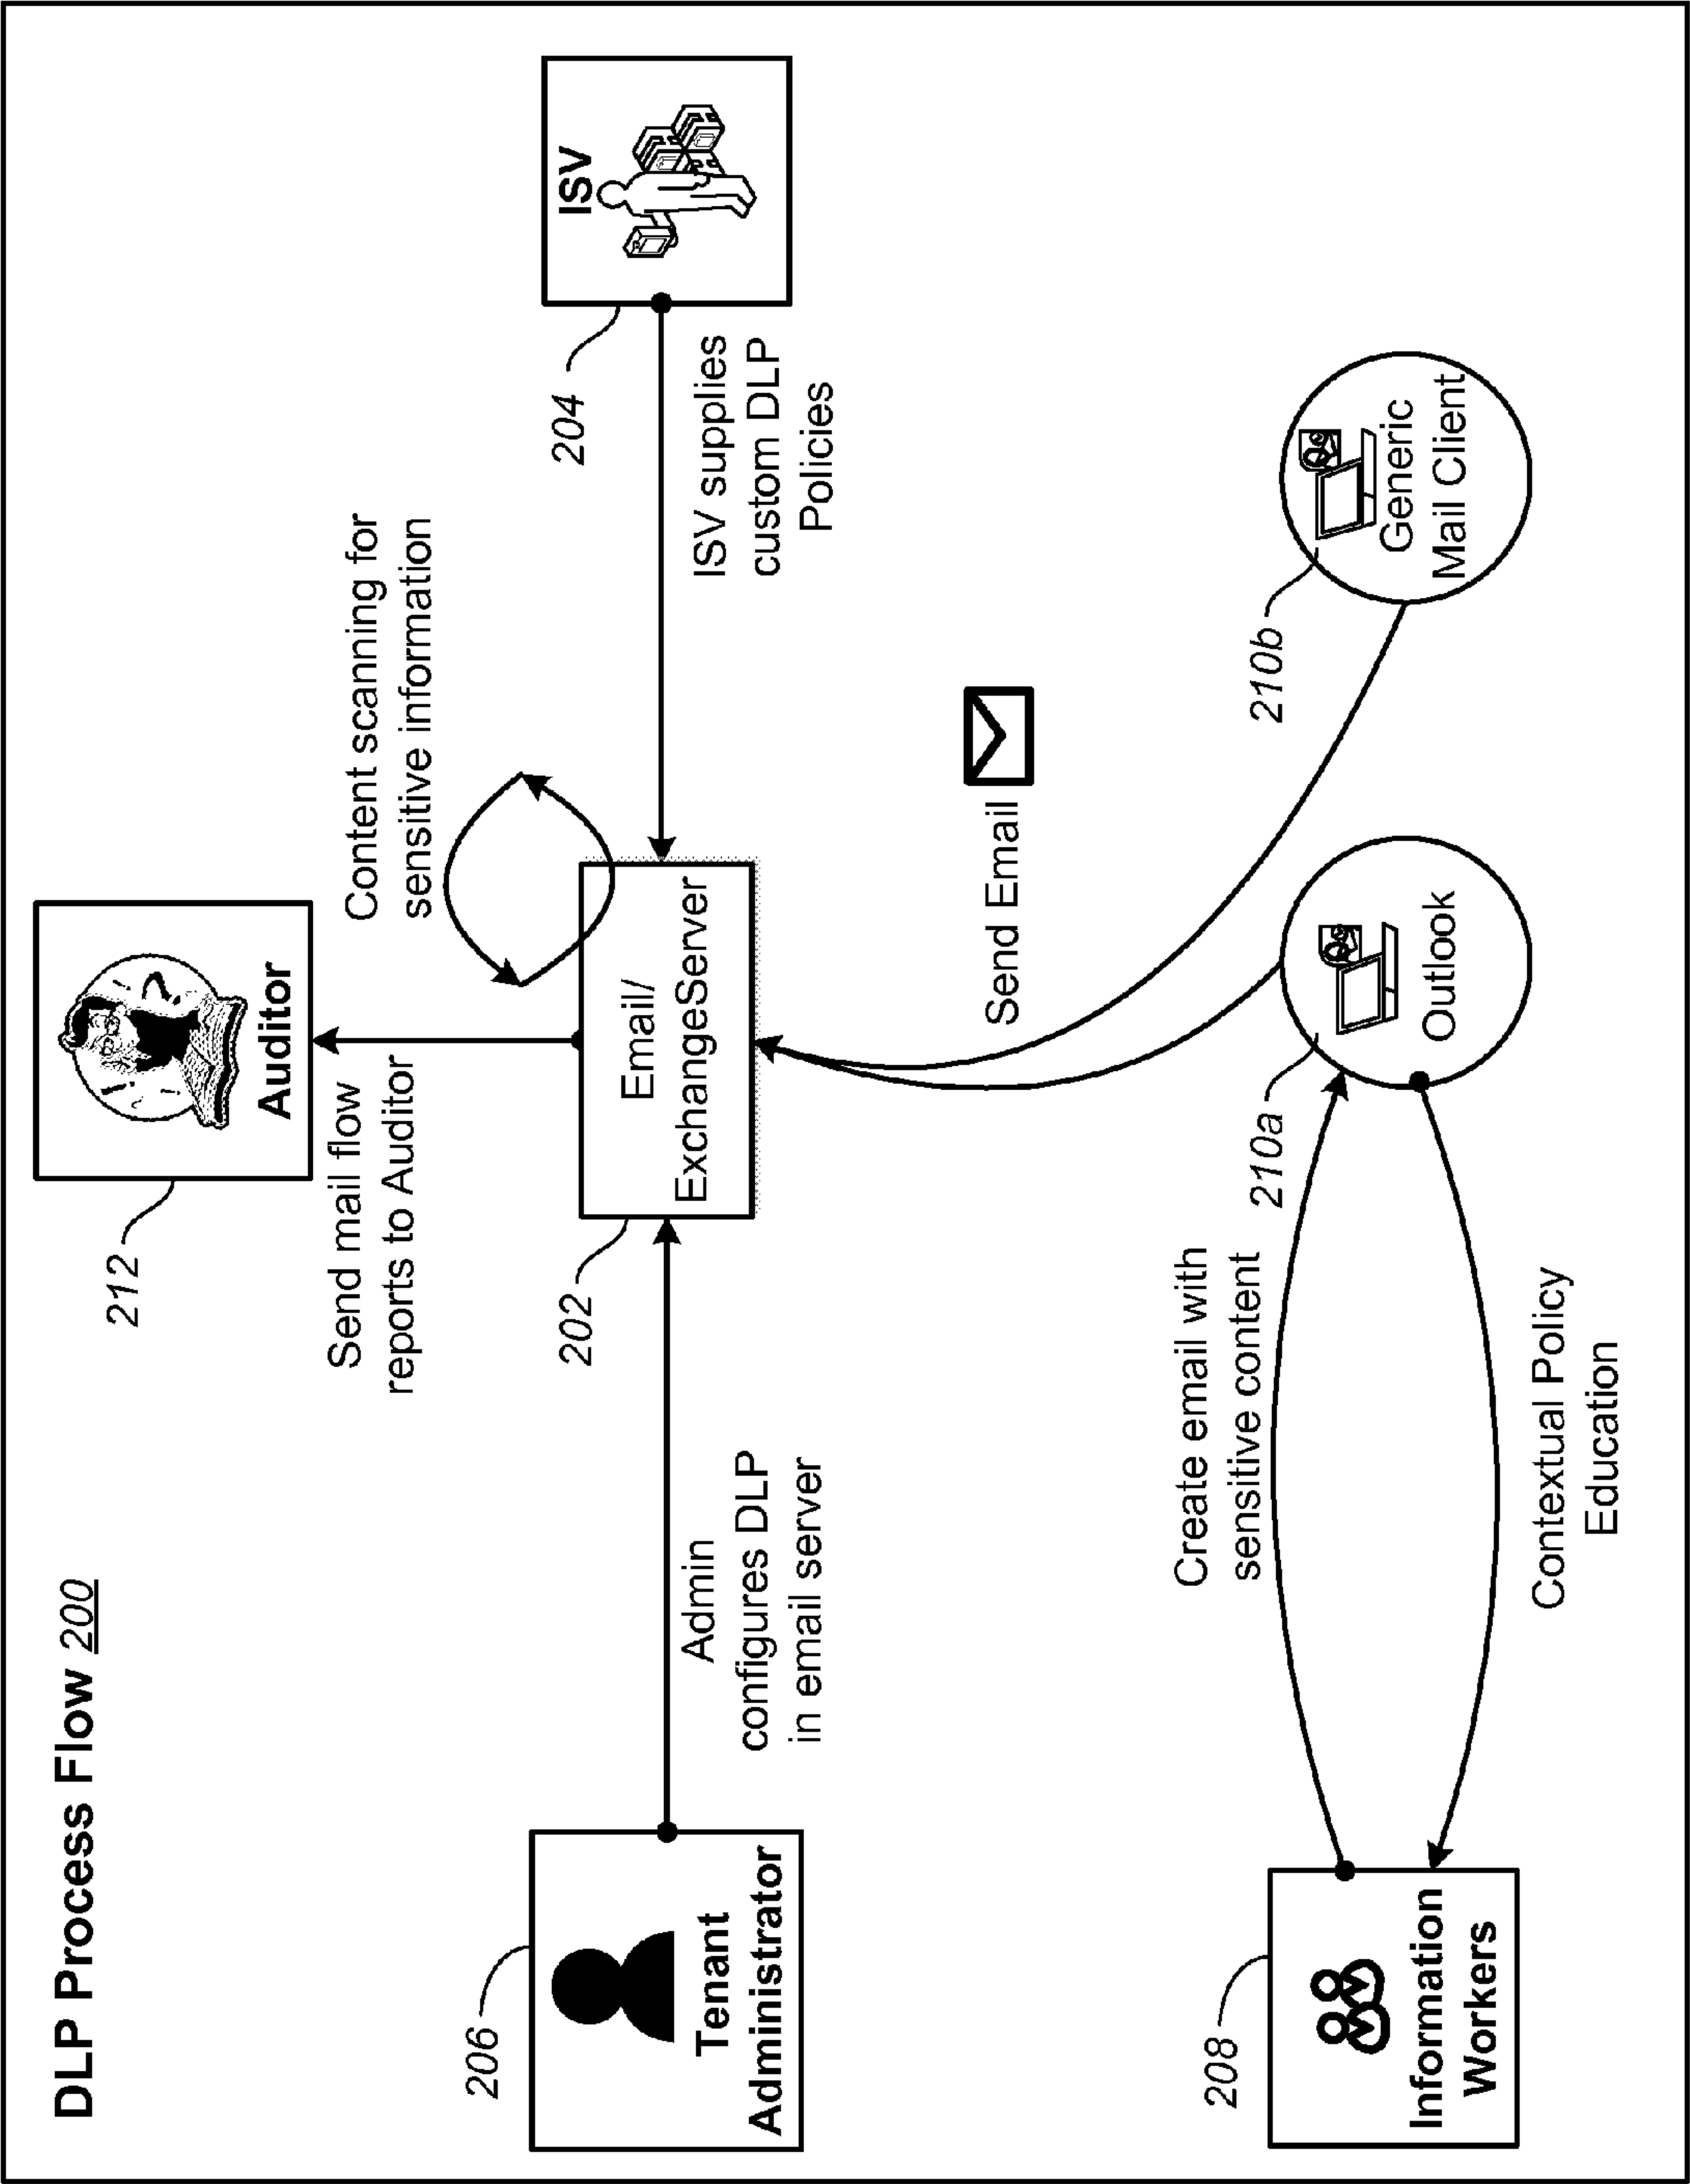 DLP Process Flow 200
212
Auditor
Send mail flow
reports to Auditor
Content scanning for
sensitive information
206
Tenant
Administrator
Admin
configures DLP
in email server
202
Email/
ExchangeServer
204
ISV
ISV supplies
custom DLP
Policies
Send Email
208
Information
Workers
Create email with
sensitive content
Contextual Policy
Education
210a
Outlook
210b
Generic
Mail Client